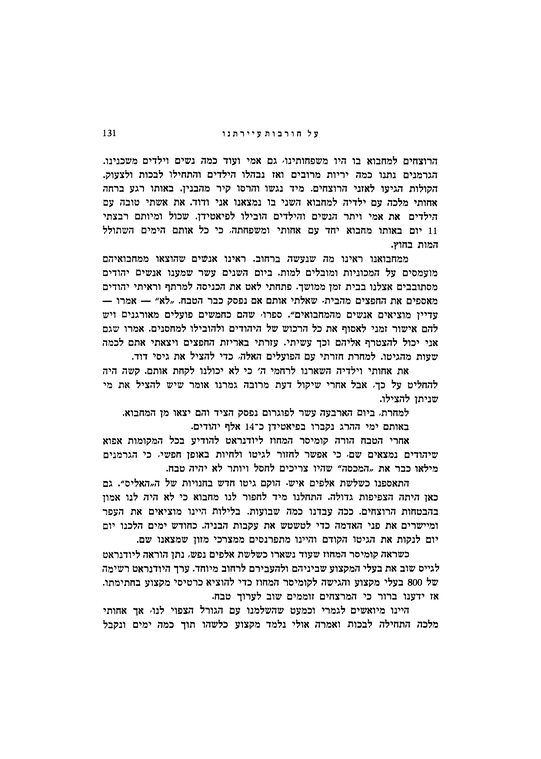 על חורבות עיירתנו 131
הרוצחים למחבוא בו היו משפחותינו, גם אמי ועוד כמה נשים וילדים משכנינו.
הגרמנים נתנו כמה יריות מרובים ואז נבהלו הילדים והתחילו לבכות ולצעוק.
הקולות הגיעו לאזני הרוצחים. מיד נגשו והרסו קיר מהבנין. באותו רגע ברחה
אחותי מלכה עם ילדיה למחבוא השני בו נמצאנו אני ודוד. את אשתי טובה עם
הילדים את אמי ויתר הנשים והילדים הובילו לפיאטידן. שכול ומיותם רבצתי
11 יום באותו מחבוא יחד עם אחותי ומשפחתה, כי כל אותם הימים השתולל
המות בחוץ.
ממחבואנו ראינו מה שנעשה ברחוב. ראינו אנשים שהוצאו ממחבואיהם
מועמסים על המכוניות ומובלים למות. ביום השנים עשר שמענו אנשים יהודים
מסתובבים אצלנו בבית זמן ממושך. פתחתי לאט את הכניסה למרתף וראיתי יהודים
מאספים את החפצים מהבית, שאלתי אותם אם נפסק כבר הטבח. „לא" — אמרו —
עדיין מוציאים אנשים מהמחבואים". ספרו, שהם כחמשים פועלים מאורגנים ויש
להם אישור זמני לאסוף את כל הרכוש של היהודים ולהובילו למחסנים. אמרו שגם
אני יכול להצטרף אליהם וכך עשיתי. עזרתי באריזת החפצים ויצאתי אתם לכמה
שעות מהגיטו. למחרת חזרתי עם הפועלים האלה, כדי להציל את גיסי דוד.
את אחותי וילדיה השארנו לרחמי ה' כי לא יכולנו לקחת אותם. קשה היה
להחליט על כך, אבל אחרי שיקול דעת מרובה גמרנו אומר שיש להציל את מי
שניתן להצילו.
למחרת, ביום הארבעה עשר לפוגרום נפסק הציד והם יצאו מן המחבוא.
באותם ימי ההרג נקברו בפיאטידן כ־14 אלף יהודים.
אחרי הטבח הורה קומיסר המחוז ליודנראט להודיע בכל המקומות אפוא
שיהודים נמצאים שם, כי אפשר לחזור לגיטו ולחיות באופן חפשי, כי הגרמנים
מילאו כבר את „המכסה" שהיו צריכים לחסל ויותר לא יהיה טבח.
התאספנו כשלשת אלפים איש. הוקם גיטו חדש בחנויות של ה„האליס". גם
כאן היתה הצפיפות גדולה. התחלנו מיד לחפור לנו מחבוא כי לא היה לנו אמון
בהבטחות הרוצחים. ככה עבדנו כמה שבועות. בלילות היינו מוציאים את העפר
ומיישרים את פני האדמה כדי לטשטש את עקבות הבניה. כחודש ימים הלכנו יום
יום לנקות את הגיטו הקודם והיינו מתפרנסים ממצרכי מזון שמצאנו שם.
כשראה קומיסר המחוז שעוד נשארו כשלשת אלפים נפש, נתן הוראה ליודנראט
לגייס שוב את בעלי המקצוע שביניהם ולהעבירם לרחוב מיוחד. ערך היודנראט רשימה
של 800 בעלי מקצוע והגישה לקומיסר המחוז כדי להוציא כרטיסי מקצוע בחתימתו.
אז ידענו ברור כי המרצחים זוממים שוב לערוך טבח.
היינו מיואשים לגמרי וכמעט שהשלמנו עם הגורל הצפוי לנו, אך אחותי
מלכה התחילה לבכות ואמרה אולי נלמד מקצוע כלשהו תוך כמה ימים ונקבל